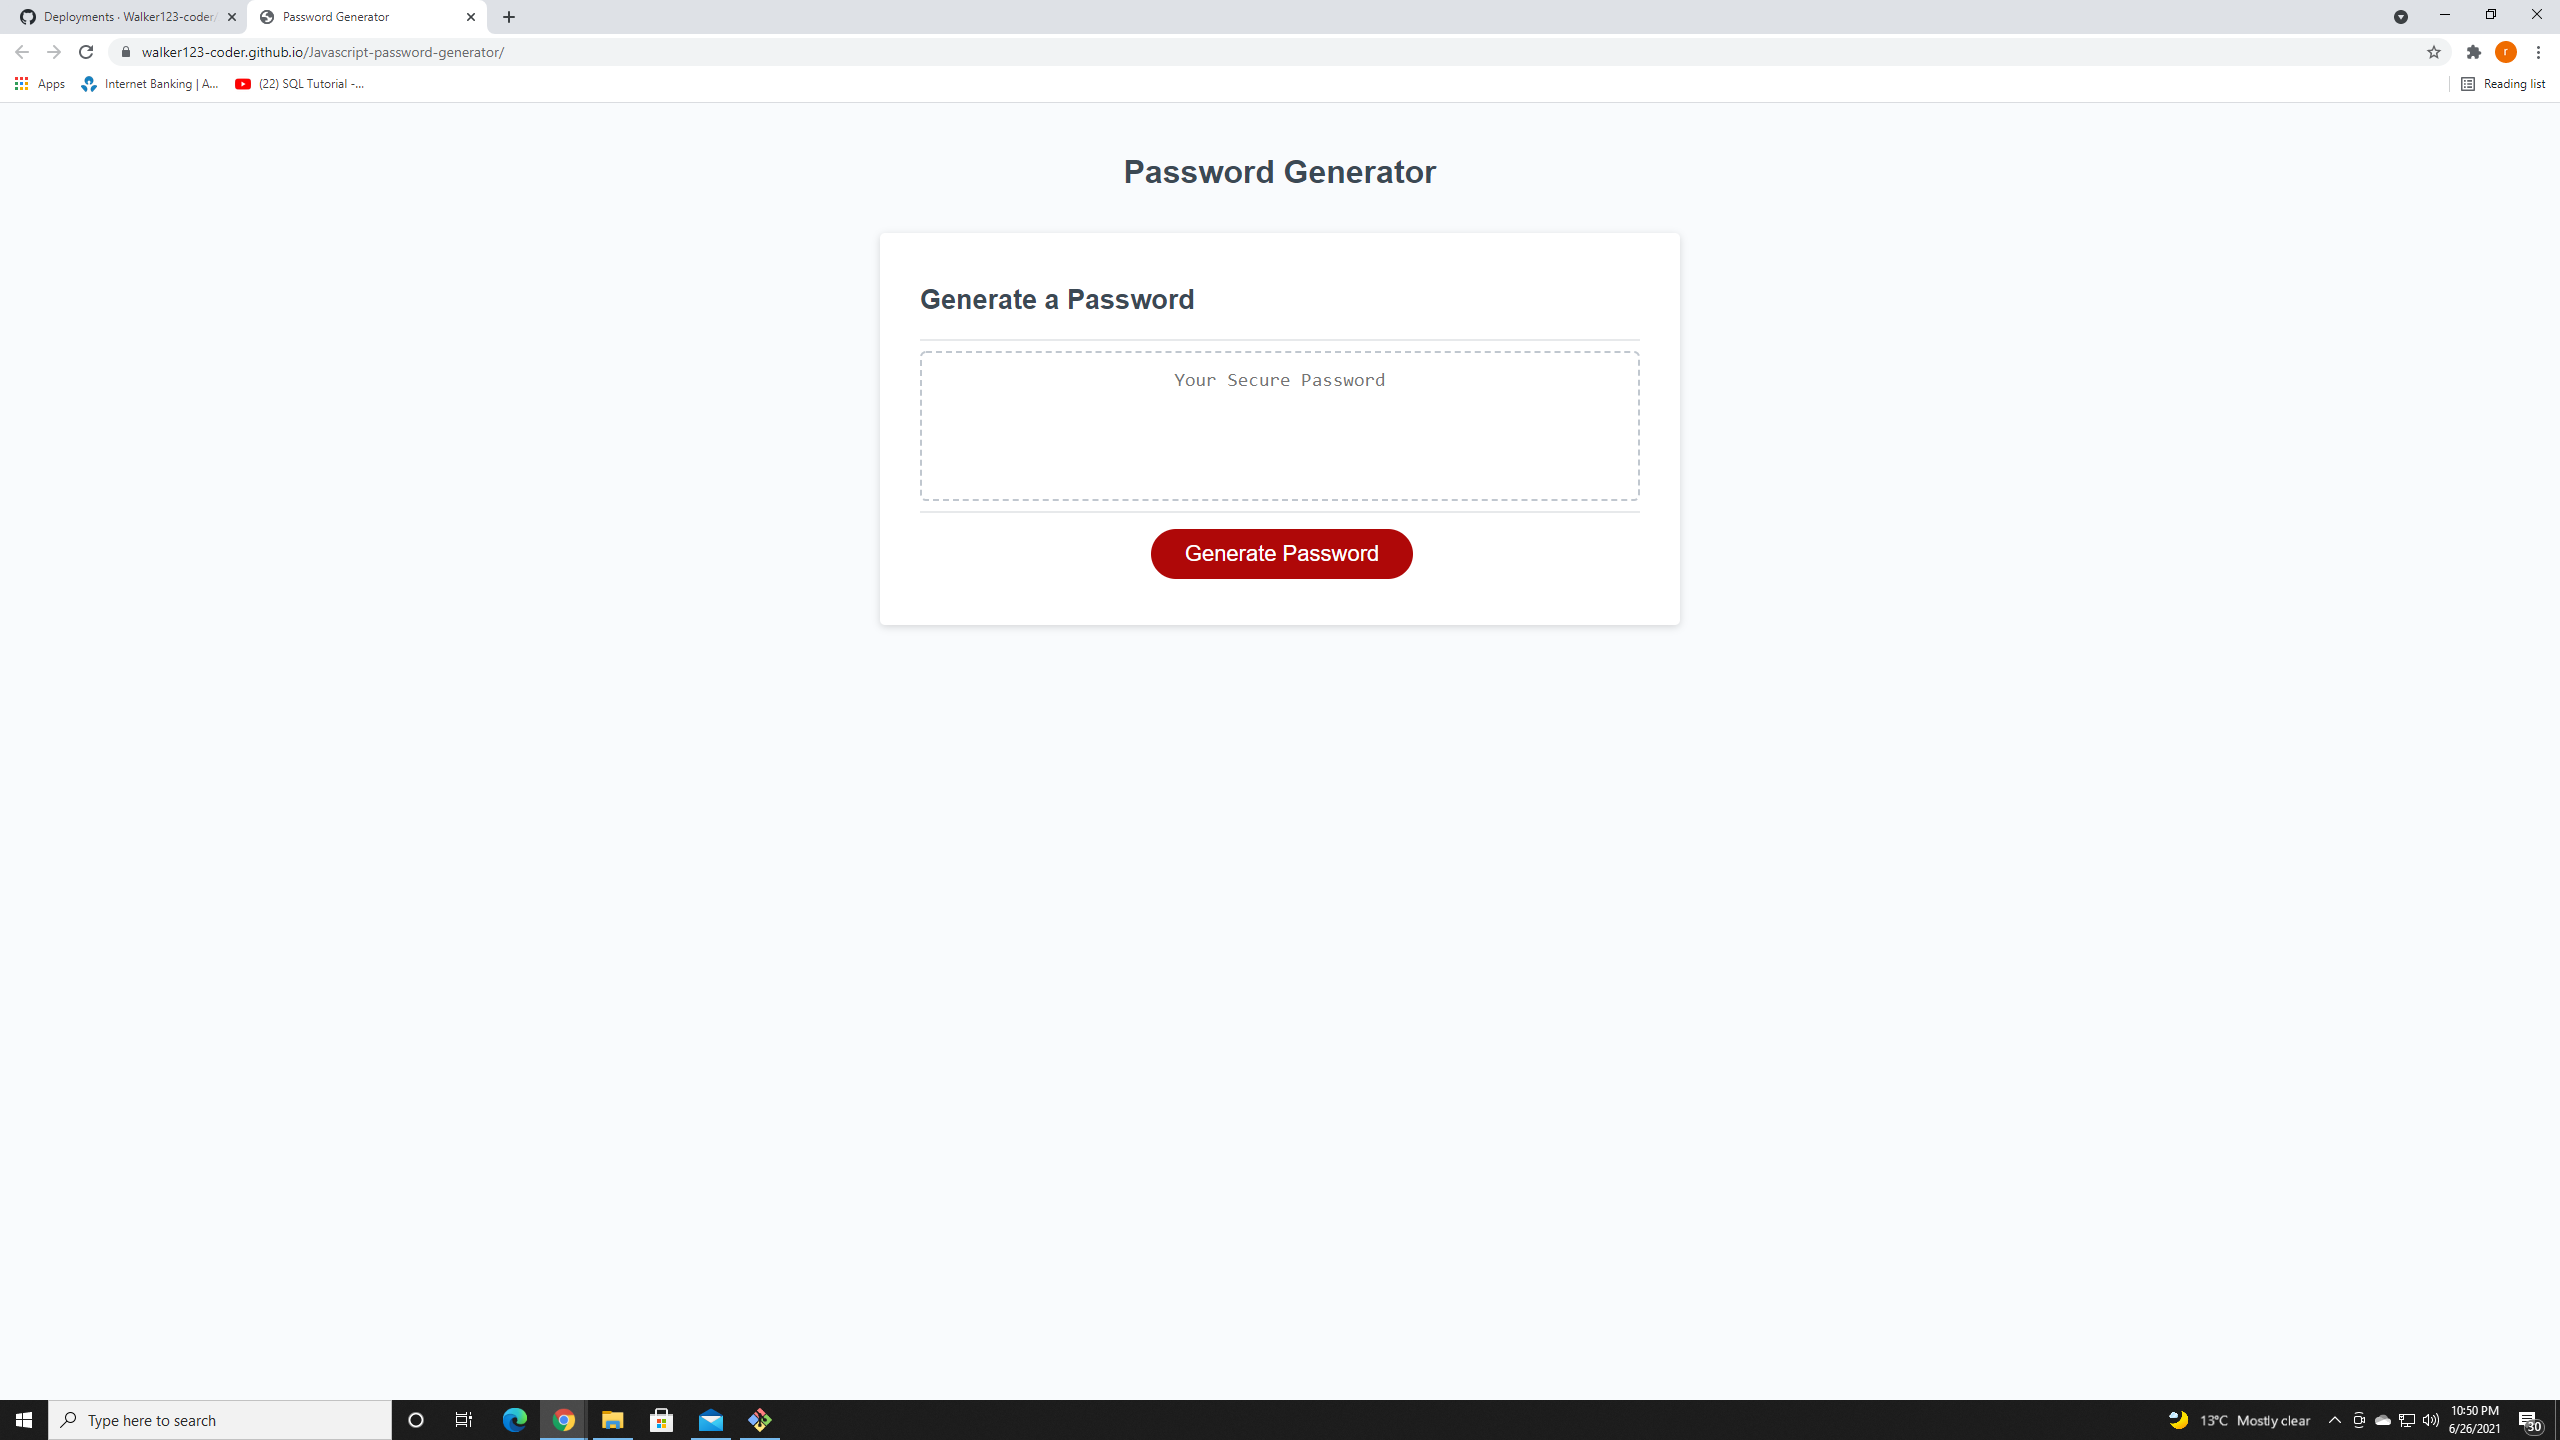 Deployments · Walker123-coder/
Password Generator
walker123-coder.github.io/Javascript-password-generator/
r
Apps
Internet Banking | A...
(22) SQL Tutorial -...
Reading list
Password Generator
Generate a Password
Your Secure Password
Generate Password
Type here to search
13°C Mostly clear
10:50 PM
6/26/2021
30